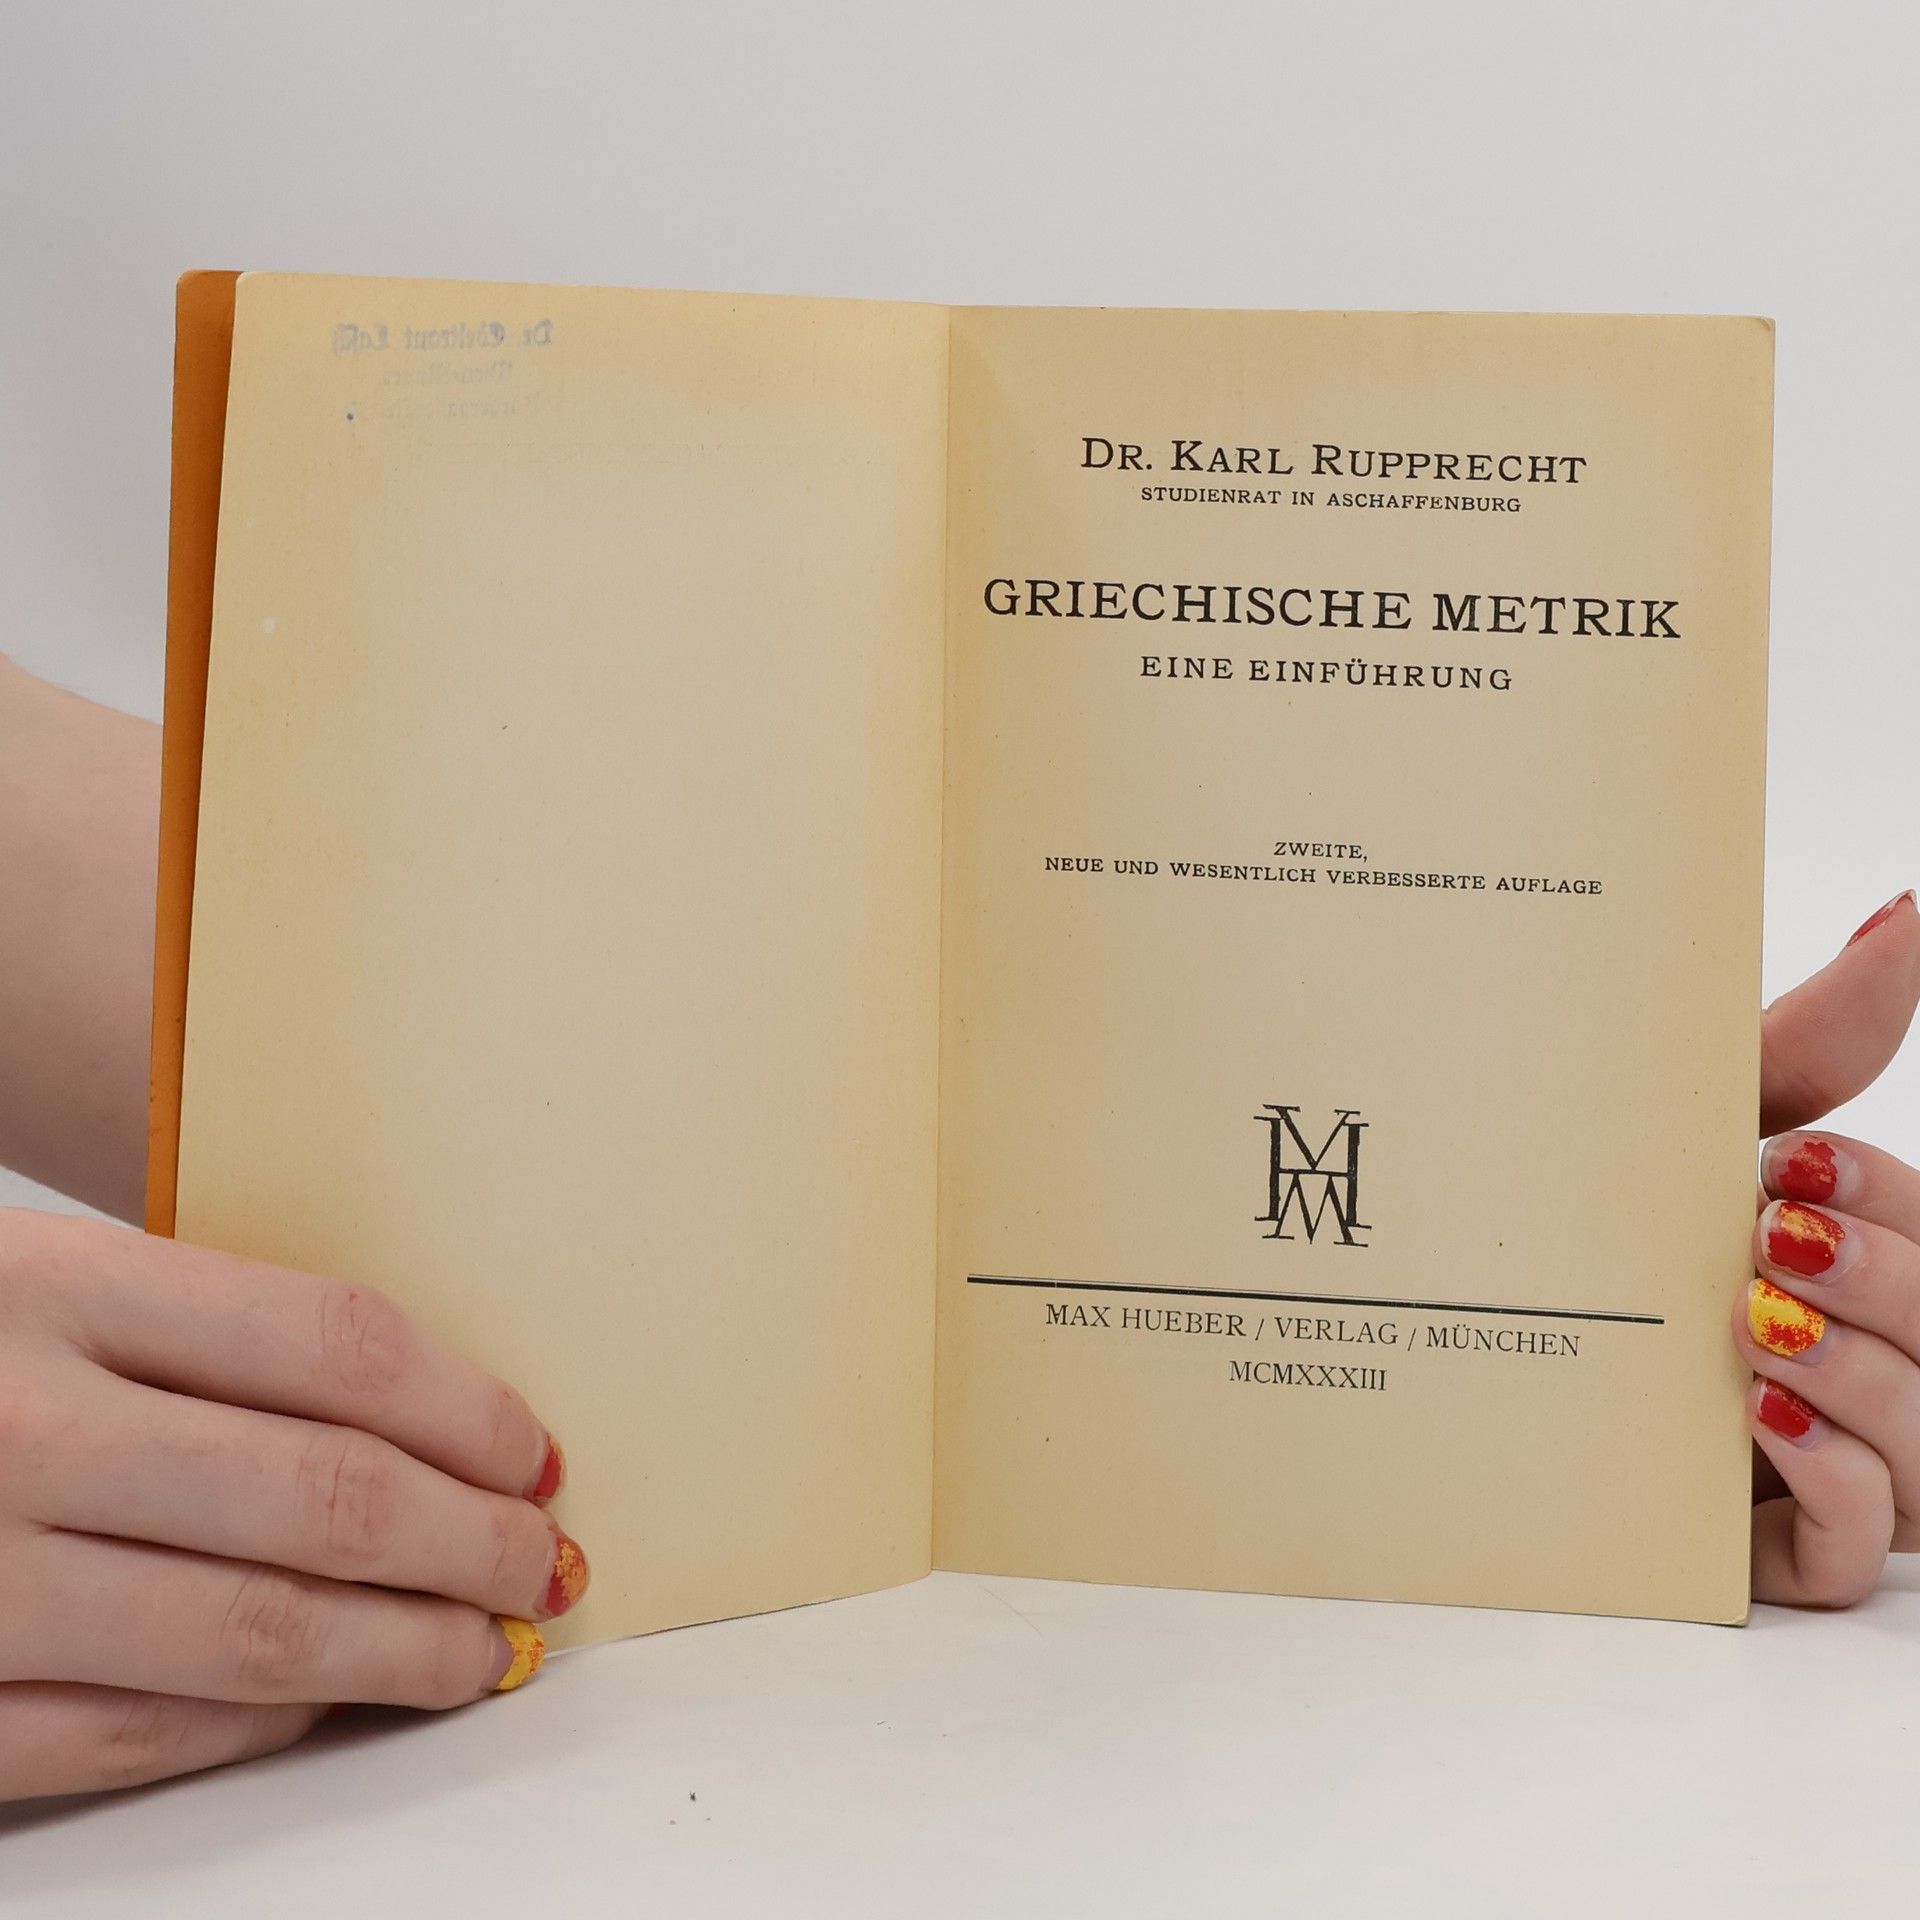 DR. KARL RUPPRECHT
STUDIENRAT IN ASCHAFFENBURG
GRIECHISCHE METRIK
EINE EINFÜHRUNG
ZWEITE,
NEUE UND WESENTLICH VERBESSERTE AUFLAGE
MAX HUEBER / VERLAG / MÜNCHEN
MCMXXXIII